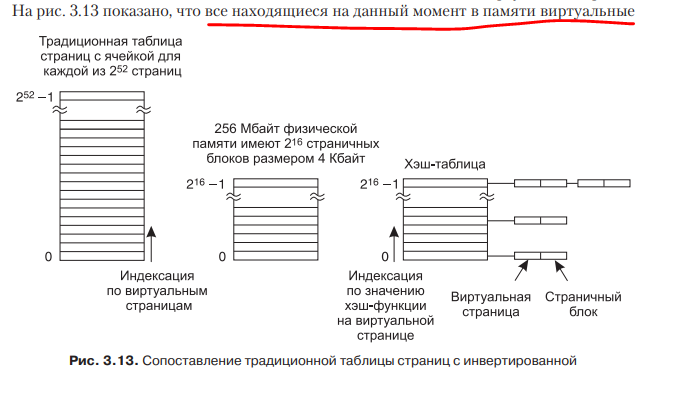 На рис. 3.13 показано, что все находящиеся на данный момент в памяти виртуальные
Традиционная таблица
страниц с ячейкой для
каждой из 2⁵² страниц
2⁵² –1
0
Индексация
по виртуальным
страницам
256 Мбайт физической
памяти имеют 2¹⁶ страничных
блоков размером 4 Кбайт
2¹⁶ –1
0
Хэш-таблица
2¹⁶ –1
0
Индексация
по значению
хэш-функции
на виртуальной
странице
Виртуальная
страница
Страничный
блок
Рис. 3.13. Сопоставление традиционной таблицы страниц с инвертированной